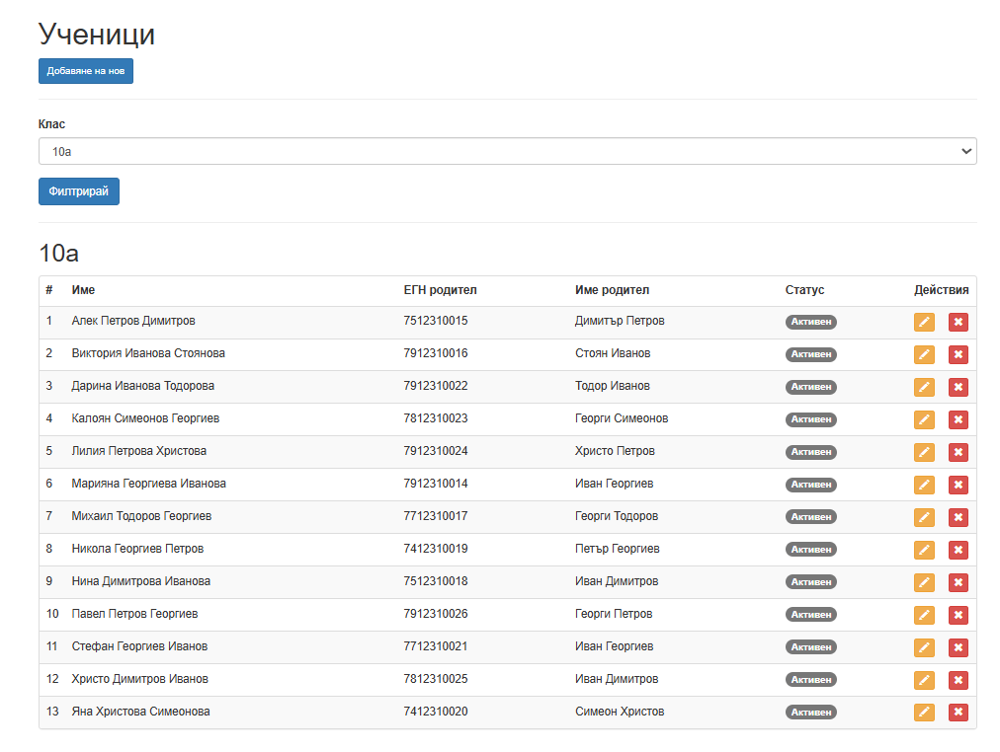 Ученици
Добавяне на нов
Клас
10а
Филтрирай
10а
# Име ЕГН родител Име родител Статус Действия
1 Алек Петров Димитров 7512310015 Димитър Петров Активен
2 Виктория Иванова Стоянова 7912310016 Стоян Иванов Активен
3 Дарина Иванова Тодорова 7912310022 Тодор Иванов Активен
4 Калоян Симеонов Георгиев 7812310023 Георги Симеонов Активен
5 Лилия Петрова Христова 7912310024 Христо Петров Активен
6 Марияна Георгиева Иванова 7912310014 Иван Георгиев Активен
7 Михаил Тодоров Георгиев 7712310017 Георги Тодоров Активен
8 Никола Георгиев Петров 7412310019 Петър Георгиев Активен
9 Нина Димитрова Иванова 7512310018 Иван Димитров Активен
10 Павел Петров Георгиев 7912310026 Георги Петров Активен
11 Стефан Георгиев Иванов 7712310021 Иван Георгиев Активен
12 Христо Димитров Иванов 7812310025 Иван Димитров Активен
13 Яна Христова Симеонова 7412310020 Симеон Христов Активен